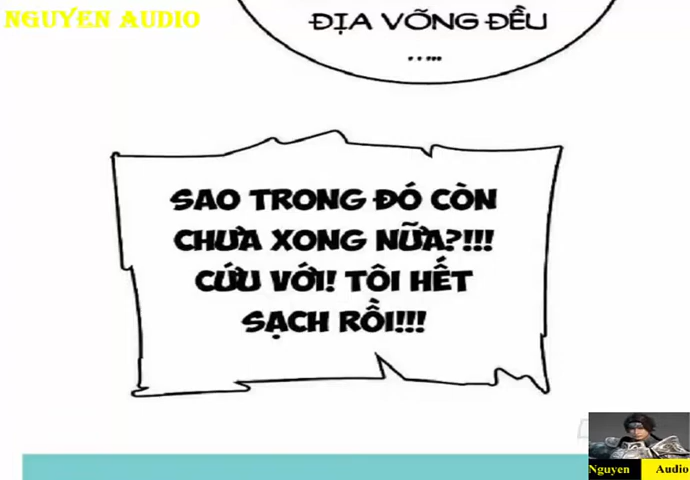 NGUYEN AUDIO
ĐỊA VÕNG ĐỀU
.....
SAO TRONG ĐÓ CÒN
CHƯA XONG NỮA?!!!
CỨU VỚI! TÔI HẾT
SẠCH RỒI!!!
Nguyen Audio